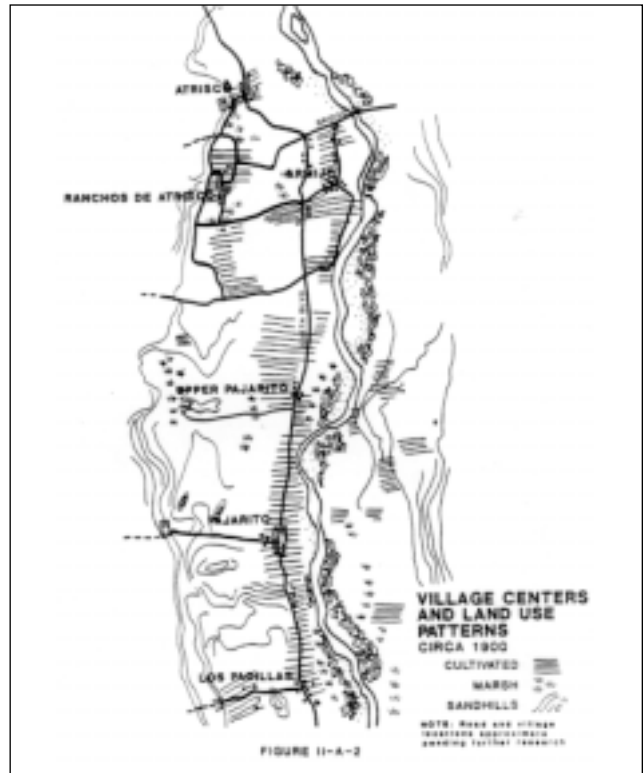 ATRISCO
ARMIJO
RANCHOS DE ATRISCO
UPPER PAJARITO
PAJARITO
LOS PADILLAS
VILLAGE CENTERS
AND LAND USE
PATTERNS
CIRCA 1900
CULTIVATED
MARSH
SANDHILLS
NOTE: Road and village
locations approximate
pending further research
FIGURE II-A-2